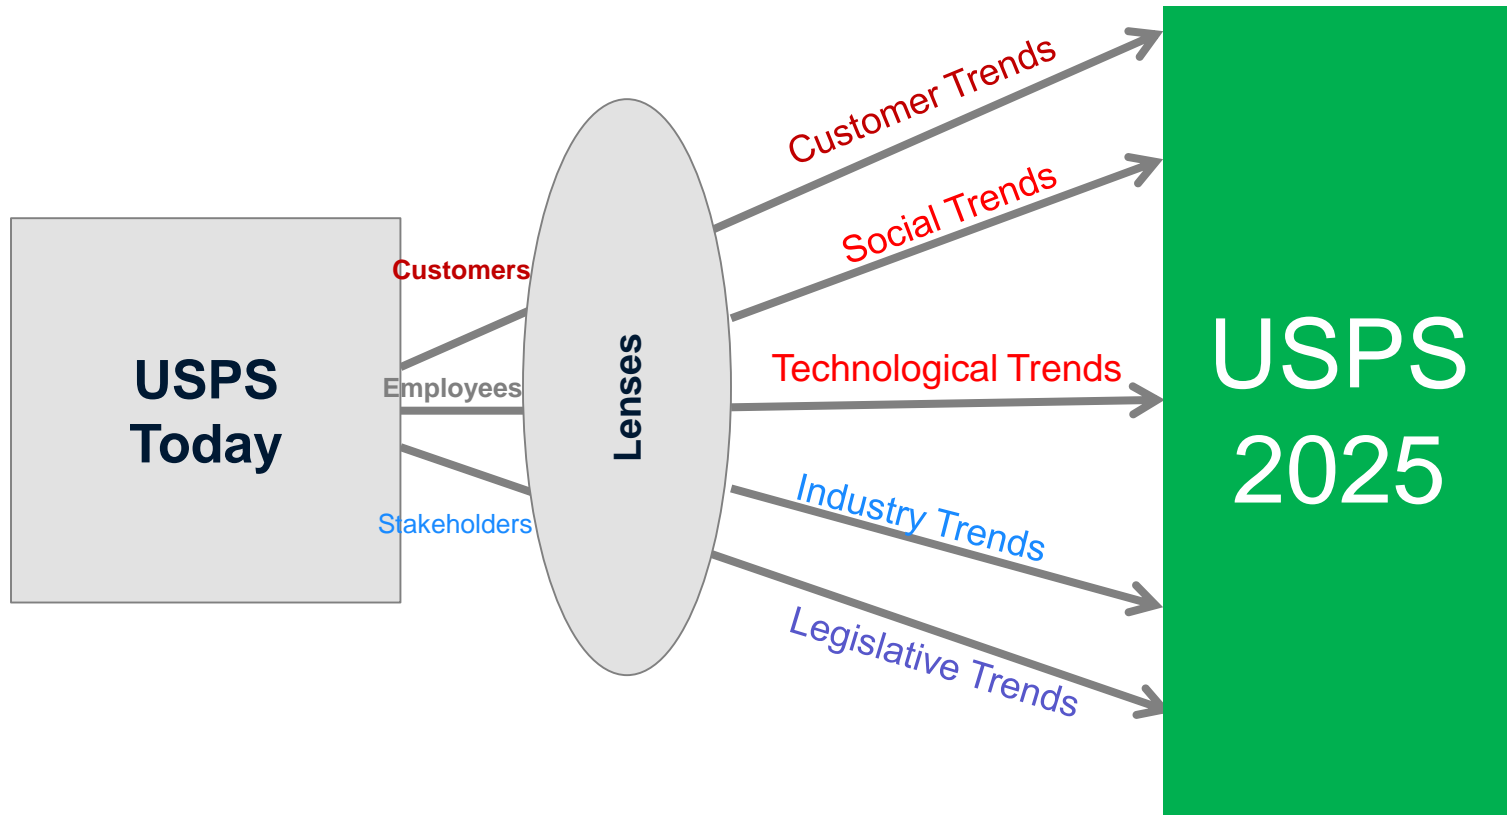 USPS
Today
Customers
Employees
Stakeholders
Lenses
Customer Trends
Social Trends
Technological Trends
Industry Trends
Legislative Trends
USPS
2025